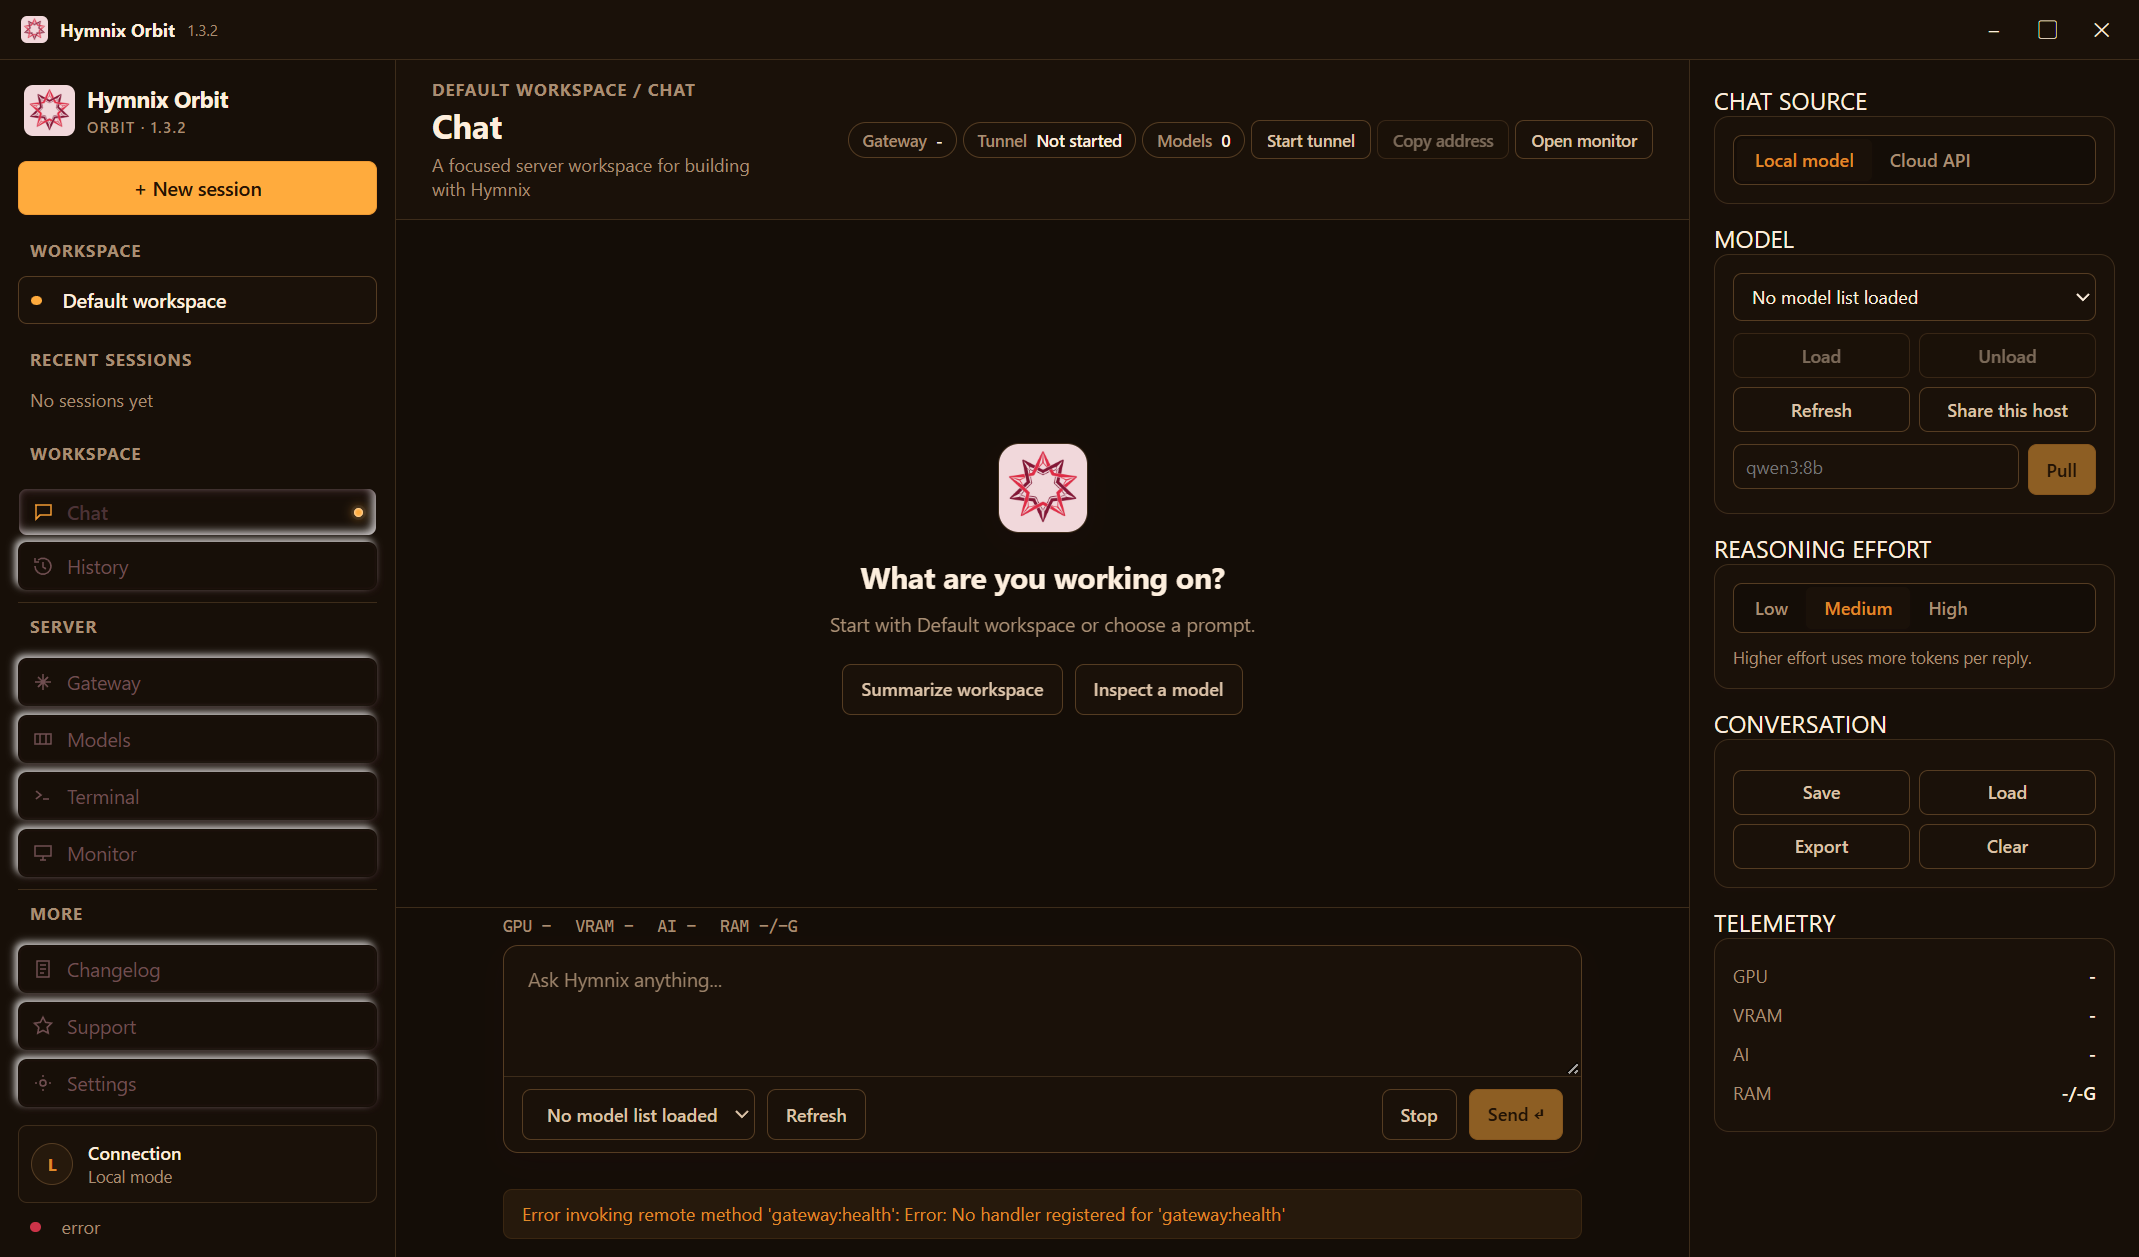 Hymnix Orbit 1.3.2
Hymnix Orbit
ORBIT · 1.3.2
+ New session
WORKSPACE
Default workspace
RECENT SESSIONS
No sessions yet
WORKSPACE
Chat
History
SERVER
Gateway
Models
Terminal
Monitor
MORE
Changelog
Support
Settings
L
Connection
Local mode
error
DEFAULT WORKSPACE / CHAT
Chat
A focused server workspace for building
with Hymnix
Gateway -
Tunnel Not started
Models 0
Start tunnel
Copy address
Open monitor
What are you working on?
Start with Default workspace or choose a prompt.
Summarize workspace
Inspect a model
GPU – VRAM – AI – RAM –/–G
Ask Hymnix anything...
No model list loaded
Refresh
Stop
Send ⏎
Error invoking remote method 'gateway:health': Error: No handler registered for 'gateway:health'
CHAT SOURCE
Local model
Cloud API
MODEL
No model list loaded
Load
Unload
Refresh
Share this host
qwen3:8b
Pull
REASONING EFFORT
Low
Medium
High
Higher effort uses more tokens per reply.
CONVERSATION
Save
Load
Export
Clear
TELEMETRY
GPU -
VRAM -
AI -
RAM -/-G